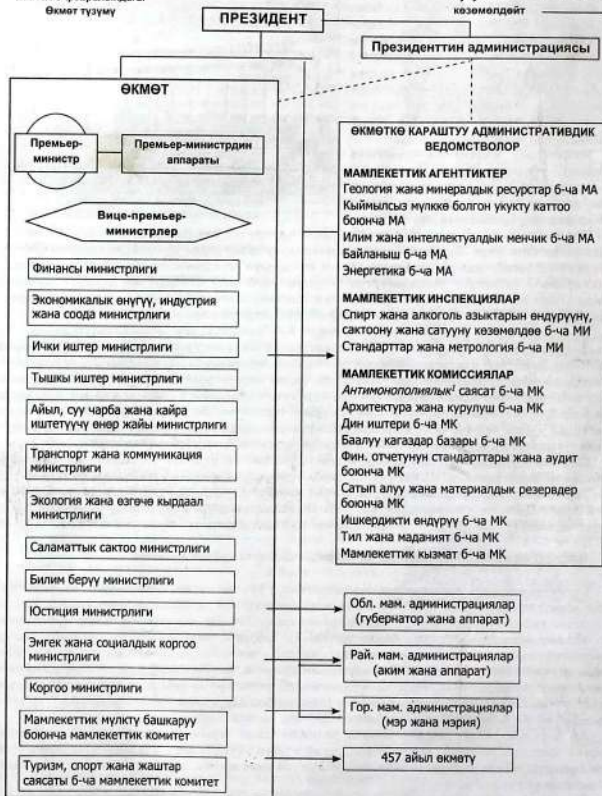 Өкмөт түзүмү
көзөмөлдөйт
ПРЕЗИДЕНТ
Президенттин администрациясы
ӨКМӨТ
Премьер-
министр
Премьер-министрдин
аппараты
Вице-премьер-
министрлер
Финансы министрлиги
Экономикалык өнүгүү, индустрия
жана соода министрлиги
Ички иштер министрлиги
Тышкы иштер министрлиги
Айыл, суу чарба жана кайра
иштетүүчү өнөр жайы министрлиги
Транспорт жана коммуникация
министрлиги
Экология жана өзгөчө кырдаал
министрлиги
Саламаттык сактоо министрлиги
Билим берүү министрлиги
Юстиция министрлиги
Эмгек жана социалдык коргоо
министрлиги
Коргоо министрлиги
Мамлекеттик мүлктү башкаруу
боюнча мамлекеттик комитет
Туризм, спорт жана жаштар
саясаты б-ча мамлекеттик комитет
ӨКМӨТКӨ КАРАШТУУ АДМИНИСТРАТИВДИК
ВЕДОМСТВОЛОР
МАМЛЕКЕТТИК АГЕНТТИКТЕР
Геология жана минералдык ресурстар б-ча МА
Кыймылсыз мүлккө болгон укукту каттоо
боюнча МА
Илим жана интеллектуалдык менчик б-ча МА
Байланыш б-ча МА
Энергетика б-ча МА
МАМЛЕКЕТТИК ИНСПЕКЦИЯЛАР
Спирт жана алкоголь азыктарын өндүрүүнү,
сактоону жана сатууну көзөмөлдөө б-ча МИ
Стандарттар жана метрология б-ча МИ
МАМЛЕКЕТТИК КОМИССИЯЛАР
Антимонополиялык¹ саясат б-ча МК
Архитектура жана курулуш б-ча МК
Дин иштери б-ча МК
Баалуу кагаздар базары б-ча МК
Фин. отчетунун стандарттары жана аудит
боюнча МК
Сатып алуу жана материалдык резервдер
боюнча МК
Ишкердикти өндүрүү б-ча МК
Тил жана маданият б-ча МК
Мамлекеттик кызмат б-ча МК
Обл. мам. администрациялар
(губернатор жана аппарат)
Рай. мам. администрациялар
(аким жана аппарат)
Гор. мам. администрациялар
(мэр жана мэрия)
457 айыл өкмөтү